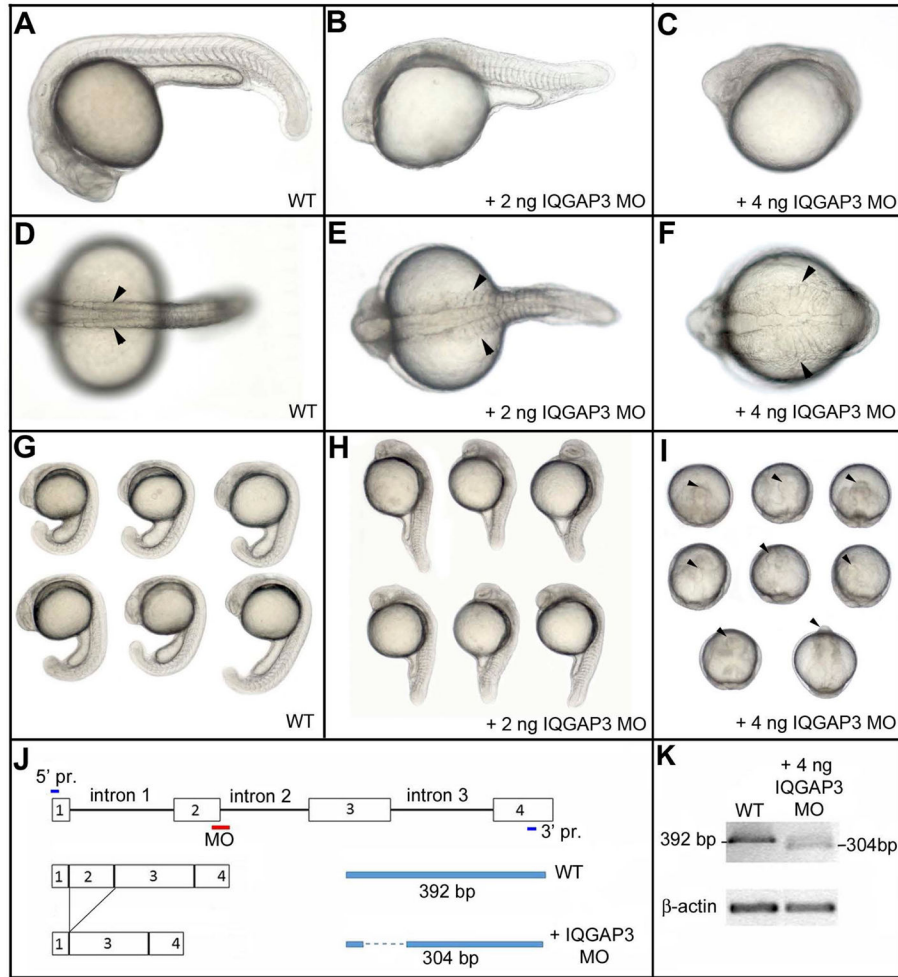 A
WT
B
+ 2 ng IQGAP3 MO
C
+ 4 ng IQGAP3 MO
D
WT
E
+ 2 ng IQGAP3 MO
F
+ 4 ng IQGAP3 MO
G
WT
H
+ 2 ng IQGAP3 MO
I
+ 4 ng IQGAP3 MO
J
5' pr.
1 intron 1 2 intron 2 3 intron 3 4
MO
3' pr.
1 2 3 4
WT
392 bp
1 3 4
+ IQGAP3
MO
304 bp
K
+ 4 ng
IQGAP3
WT MO
392 bp
304bp
β-actin